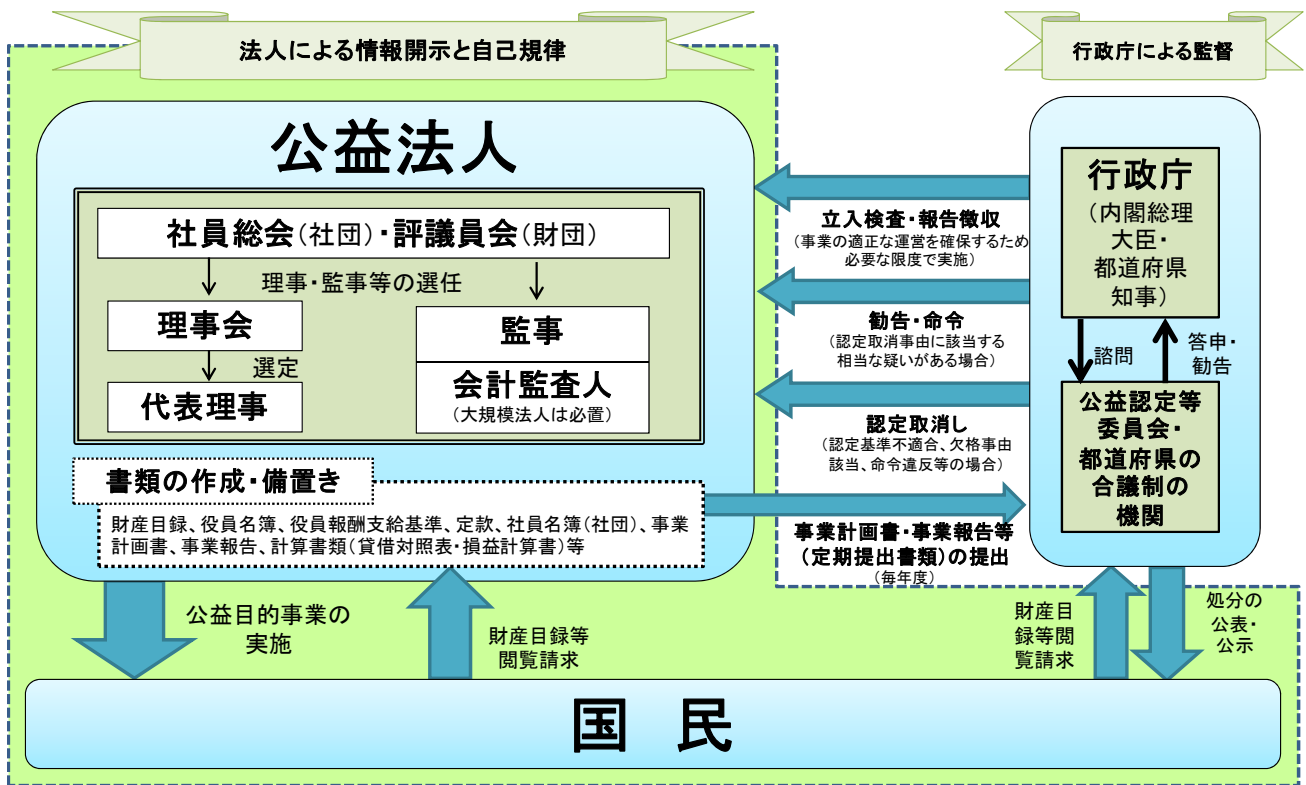 法人による情報開示と自己規律
行政庁による監督
公益法人
社員総会(社団)・評議員会(財団)
理事・監事等の選任
理事会
選定
代表理事
監事
会計監査人
(大規模法人は必置)
書類の作成・備置き
財産目録、役員名簿、役員報酬支給基準、定款、社員名簿(社団)、事業
計画書、事業報告、計算書類(貸借対照表・損益計算書)等
立入検査・報告徴収
(事業の適正な運営を確保するため
必要な限度で実施)
勧告・命令
(認定取消事由に該当する
相当な疑いがある場合)
認定取消し
(認定基準不適合、欠格事由
該当、命令違反等の場合)
事業計画書・事業報告等
(定期提出書類)の提出
(毎年度)
行政庁
(内閣総理
大臣・
都道府県
知事)
諮問
答申・
勧告
公益認定等
委員会・
都道府県の
合議制の
機関
公益目的事業の
実施
財産目録等
閲覧請求
財産目
録等閲
覧請求
処分の
公表・
公示
国 民